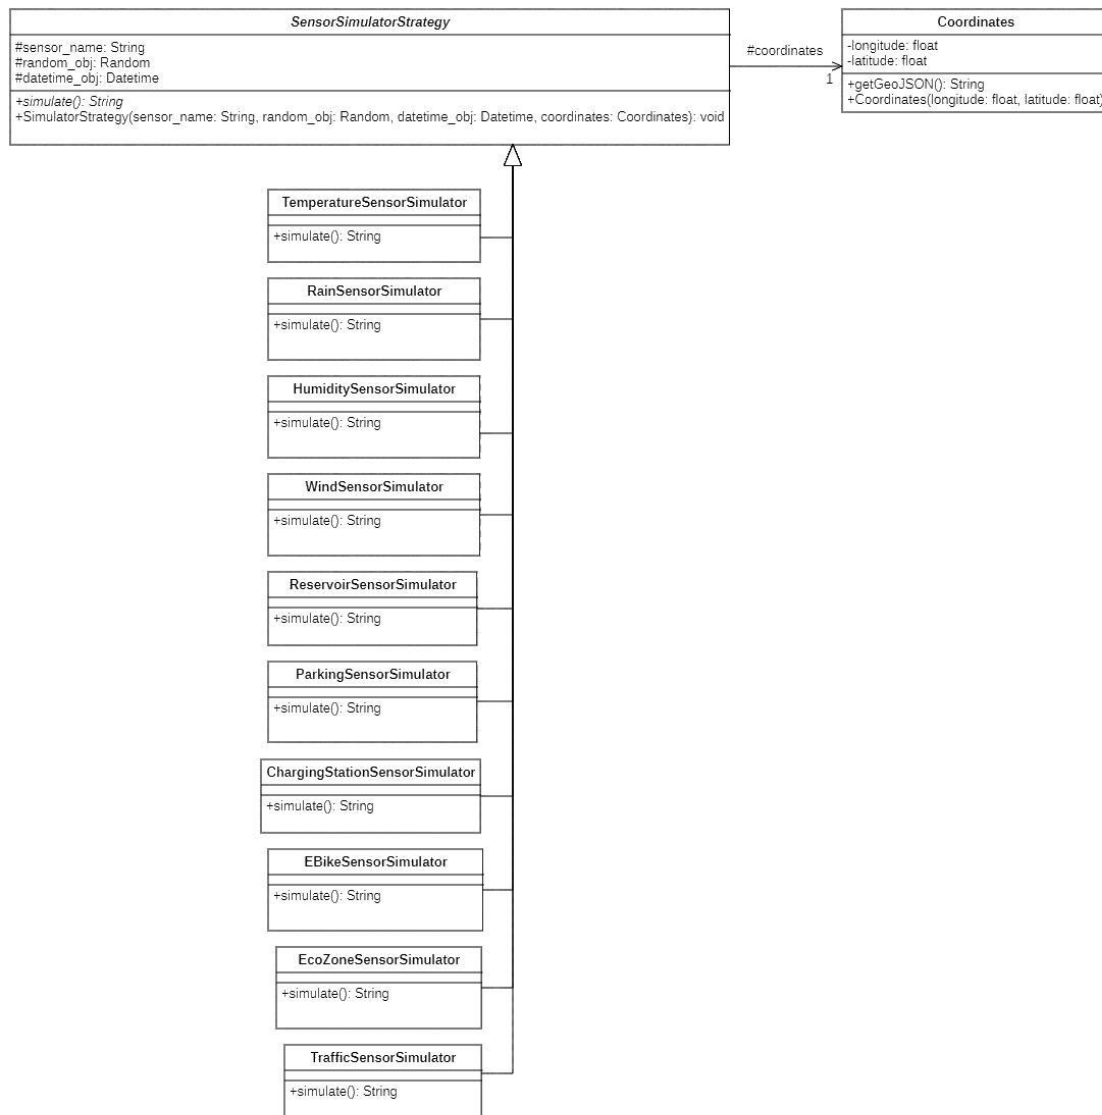 SensorSimulatorStrategy
#sensor_name: String
#random_obj: Random
#datetime_obj: Datetime
+simulate(): String
+SimulatorStrategy(sensor_name: String, random_obj: Random, datetime_obj: Datetime, coordinates: Coordinates): void
#coordinates
1
Coordinates
-longitude: float
-latitude: float
+getGeoJSON(): String
+Coordinates(longitude: float, latitude: float)
TemperatureSensorSimulator
+simulate(): String
RainSensorSimulator
+simulate(): String
HumiditySensorSimulator
+simulate(): String
WindSensorSimulator
+simulate(): String
ReservoirSensorSimulator
+simulate(): String
ParkingSensorSimulator
+simulate(): String
ChargingStationSensorSimulator
+simulate(): String
EBikeSensorSimulator
+simulate(): String
EcoZoneSensorSimulator
+simulate(): String
TrafficSensorSimulator
+simulate(): String